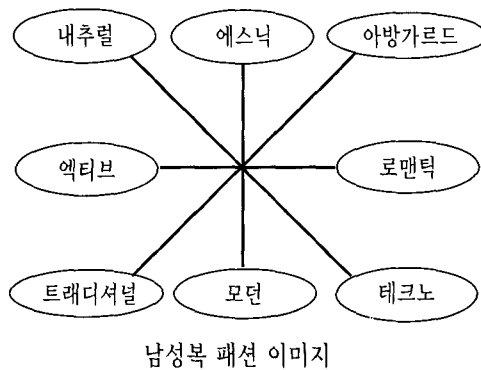 내추럴 에스닉 아방가르드
엑티브 로맨틱
트래디셔널 모던 테크노
남성복 패션 이미지